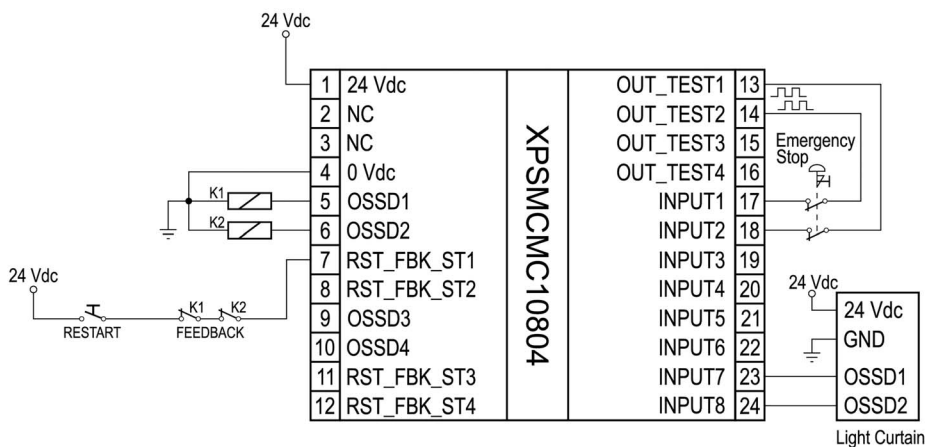 24 Vdc
1 24 Vdc
2 NC
3 NC
4 0 Vdc
5 OSSD1
6 OSSD2
7 RST_FBK_ST1
8 RST_FBK_ST2
9 OSSD3
10 OSSD4
11 RST_FBK_ST3
12 RST_FBK_ST4
K1
K2
24 Vdc
RESTART
K1 K2
FEEDBACK
XPSMCMC10804
OUT_TEST1 13
OUT_TEST2 14
OUT_TEST3 15
OUT_TEST4 16
INPUT1 17
INPUT2 18
INPUT3 19
INPUT4 20
INPUT5 21
INPUT6 22
INPUT7 23
INPUT8 24
Emergency
Stop
24 Vdc
24 Vdc
GND
OSSD1
OSSD2
Light Curtain